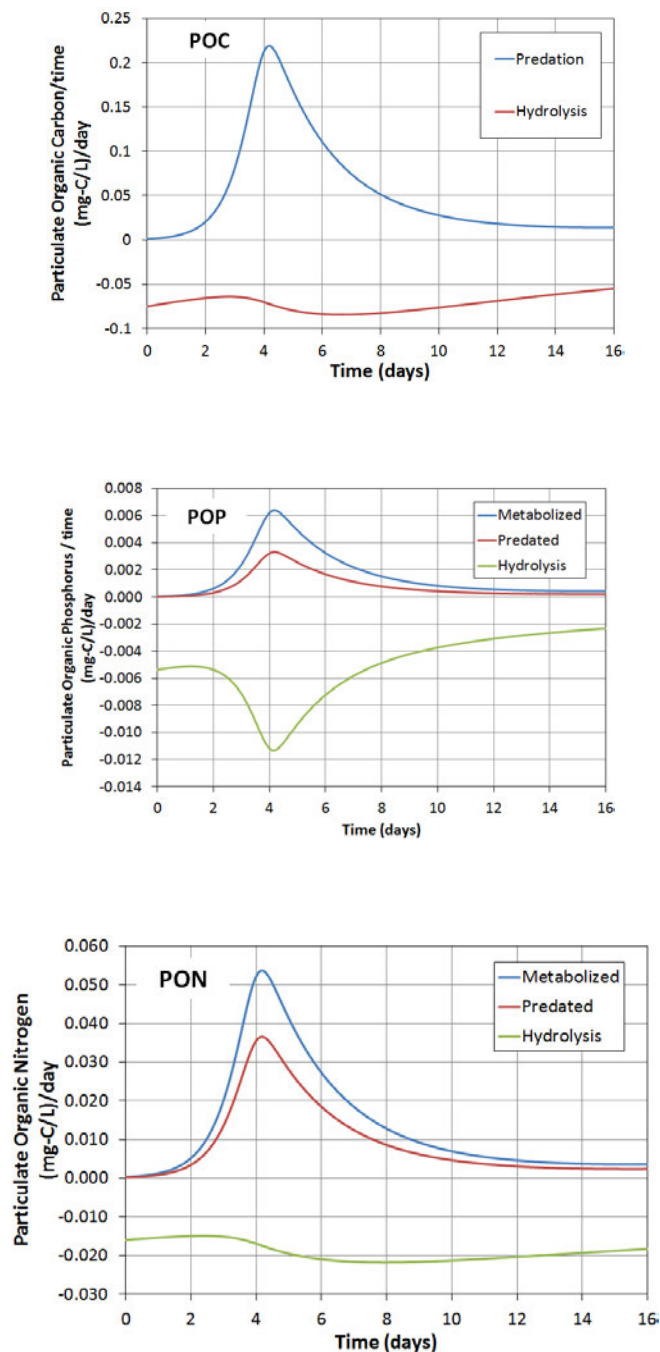 POC
Predation
Hydrolysis
Particulate Organic Carbon/time
(mg-C/L)/day
0.25
0.2
0.15
0.1
0.05
0
-0.05
-0.1
0 2 4 6 8 10 12 14 16
Time (days)
POP
Metabolized
Predated
Hydrolysis
Particulate Organic Phosphorus / time
(mg-C/L)/day
0.008
0.006
0.004
0.002
0.000
-0.002
-0.004
-0.006
-0.008
-0.010
-0.012
-0.014
0 2 4 6 8 10 12 14 16
Time (days)
PON
Metabolized
Predated
Hydrolysis
Particulate Organic Nitrogen
(mg-C/L)/day
0.060
0.050
0.040
0.030
0.020
0.010
0.000
-0.010
-0.020
-0.030
0 2 4 6 8 10 12 14 16
Time (days)